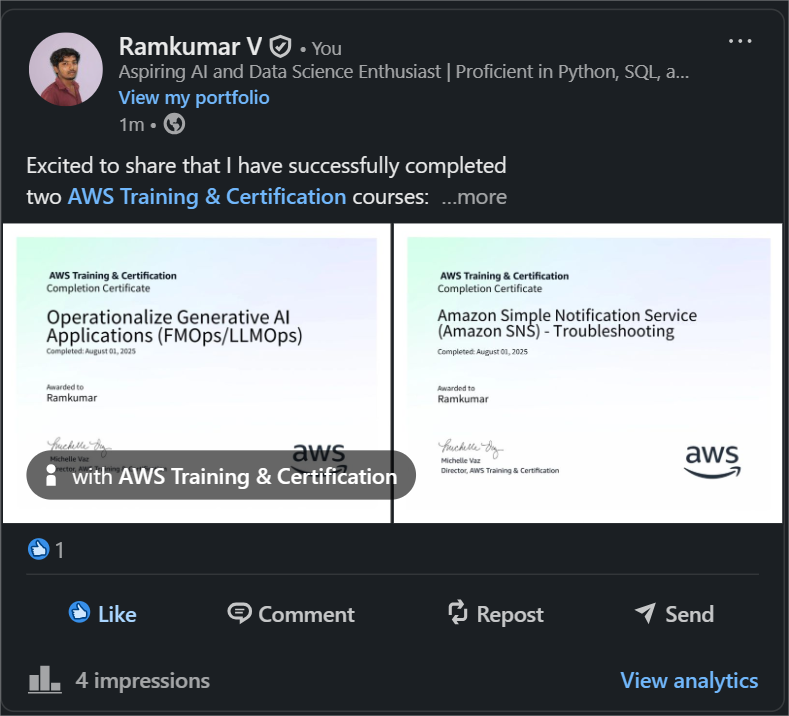 Ramkumar V • You
Aspiring AI and Data Science Enthusiast | Proficient in Python, SQL, a...
View my portfolio
1m •
Excited to share that I have successfully completed
two AWS Training & Certification courses: ...more
AWS Training & Certification
Completion Certificate
Operationalize Generative AI
Applications (FMOps/LLMOps)
Completed: August 01, 2025
Awarded to
Ramkumar
Michelle Vaz
aws
with AWS Training & Certification
AWS Training & Certification
Completion Certificate
Amazon Simple Notification Service
(Amazon SNS) - Troubleshooting
Completed: August 01, 2025
Awarded to
Ramkumar
Michelle Vaz
Michelle Vaz
Director, AWS Training & Certification
aws
1
Like
Comment
Repost
Send
4 impressions
View analytics